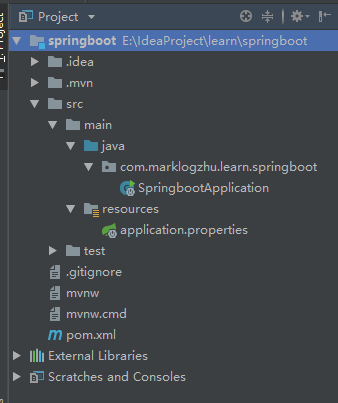 Project
springboot E:\IdeaProject\learn\springboot
.idea
.mvn
src
main
java
com.marklogzhu.learn.springboot
SpringbootApplication
resources
application.properties
test
.gitignore
mvnw
mvnw.cmd
pom.xml
External Libraries
Scratches and Consoles